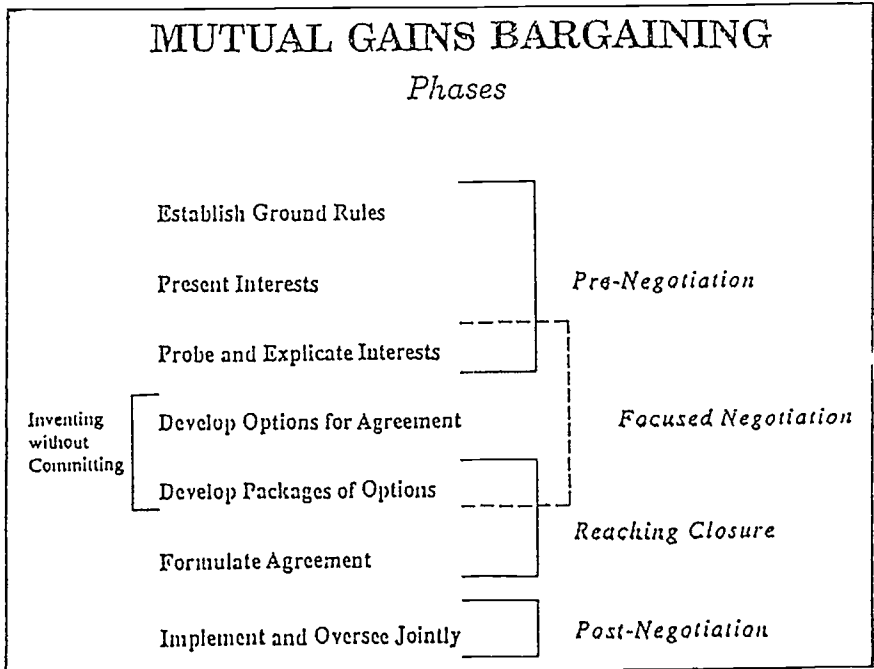 MUTUAL GAINS BARGAINING
Phases
Establish Ground Rules
Present Interests
Pre-Negotiation
Probe and Explicate Interests
Inventing
without
Committing
Develop Options for Agreement
Focused Negotiation
Develop Packages of Options
Reaching Closure
Formulate Agreement
Implement and Oversee Jointly
Post-Negotiation